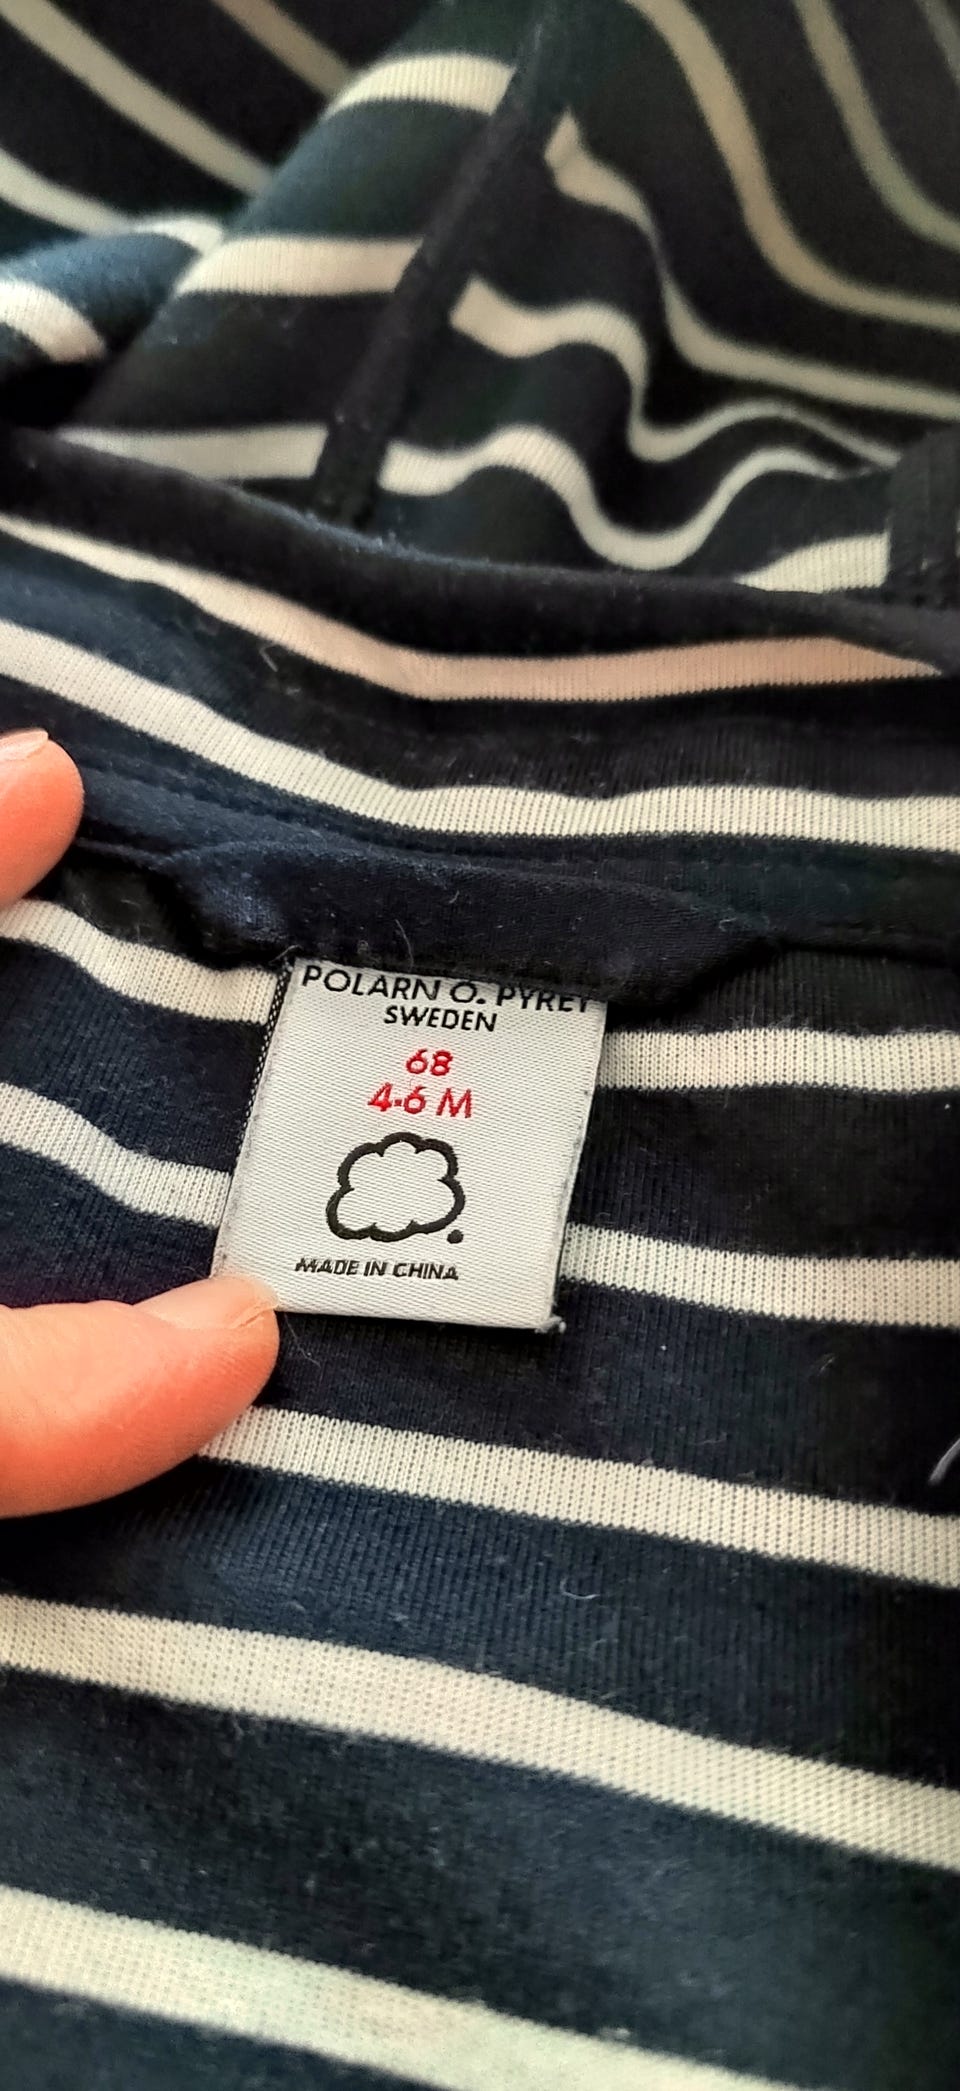 POLARN O. PYRET
SWEDEN
68
4-6 M
MADE IN CHINA